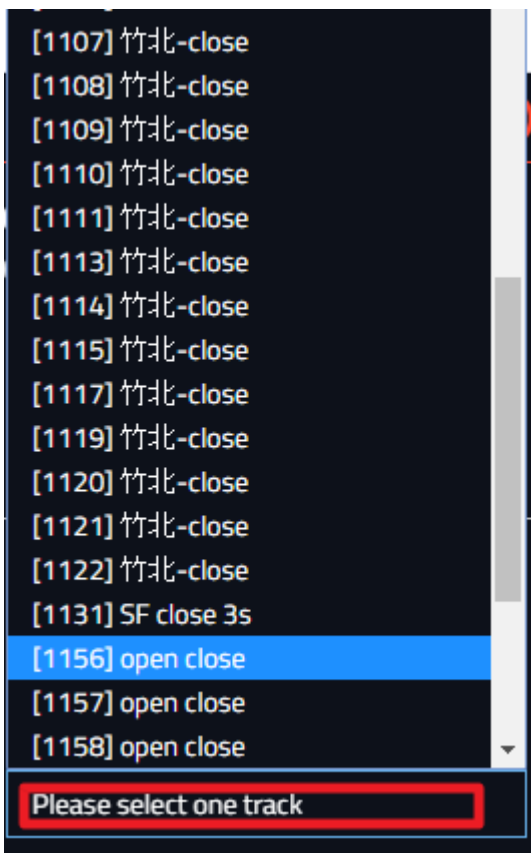 [1107] 竹北-close
[1108] 竹北-close
[1109] 竹北-close
[1110] 竹北-close
[1111] 竹北-close
[1113] 竹北-close
[1114] 竹北-close
[1115] 竹北-close
[1117] 竹北-close
[1119] 竹北-close
[1120] 竹北-close
[1121] 竹北-close
[1122] 竹北-close
[1131] SF close 3s
[1156] open close
[1157] open close
[1158] open close
Please select one track